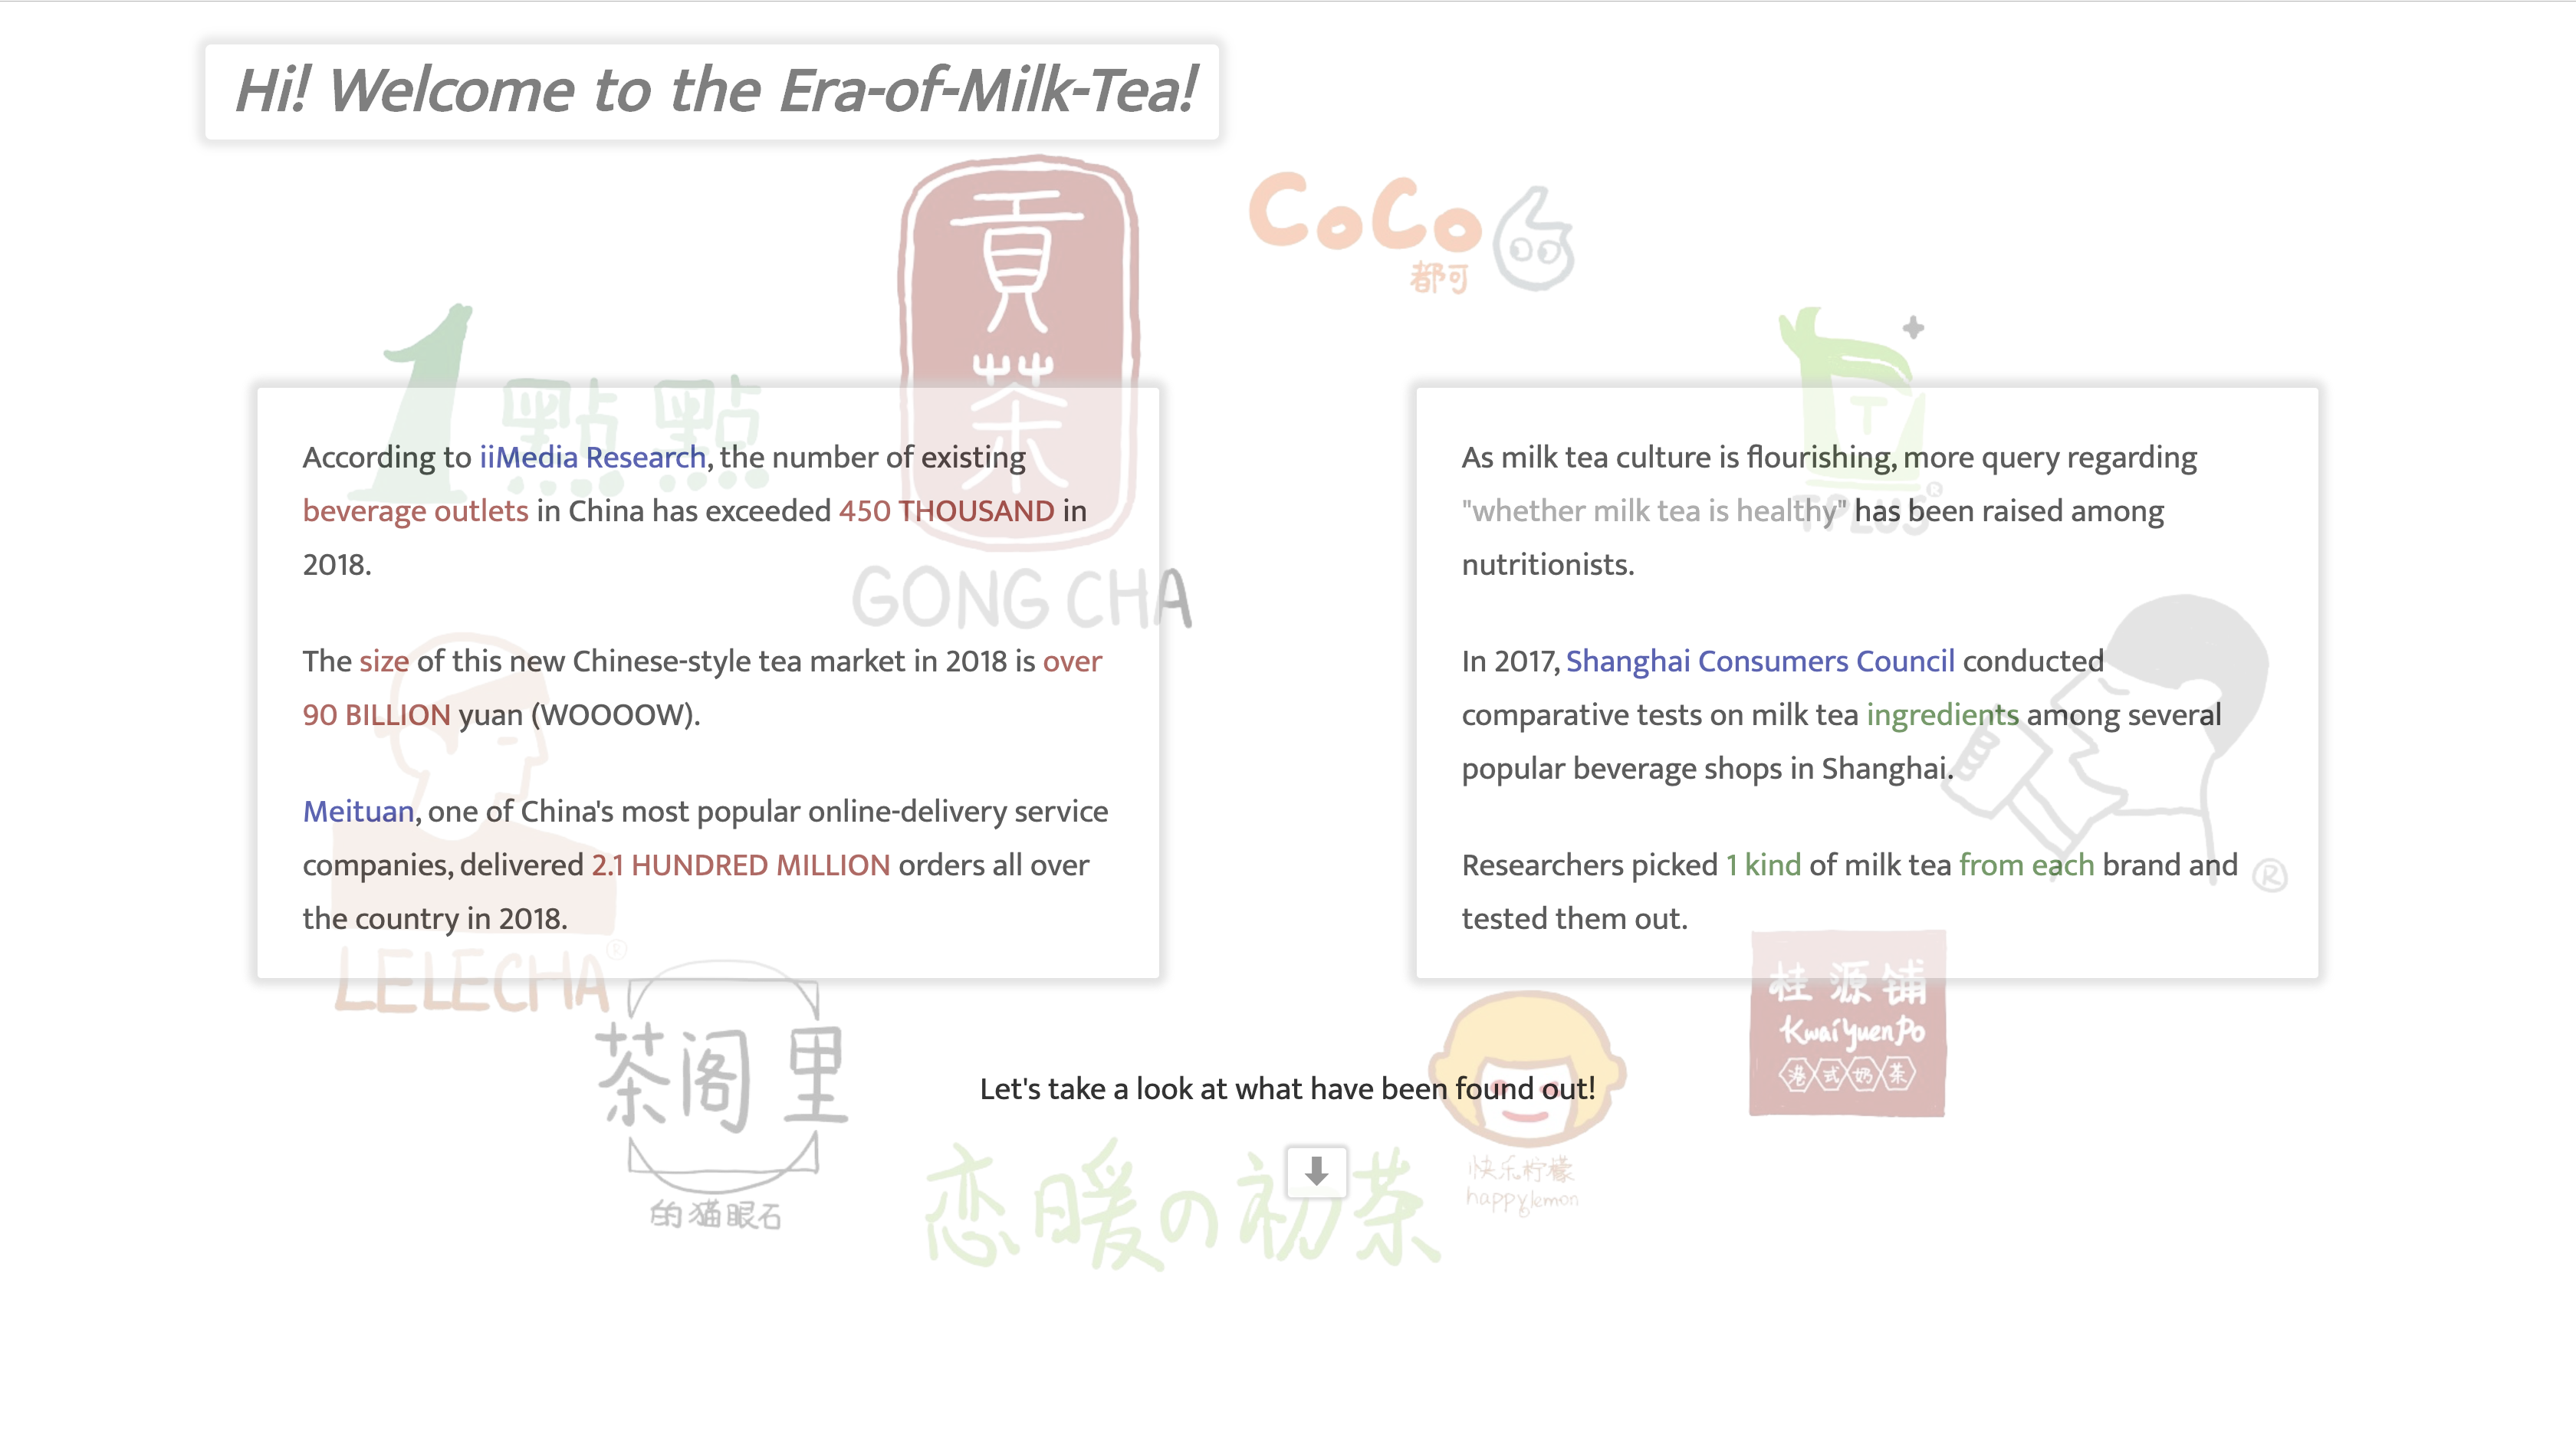 Hi! Welcome to the Era-of-Milk-Tea!
貢
茶
GONG CHA
CoCo
都可
1點點
According to iiMedia Research, the number of existing
beverage outlets in China has exceeded 450 THOUSAND in
2018.
The size of this new Chinese-style tea market in 2018 is over
90 BILLION yuan (WOOOOW).
Meituan, one of China's most popular online-delivery service
companies, delivered 2.1 HUNDRED MILLION orders all over
the country in 2018.
LELECHA®
T
TPLUS®
As milk tea culture is flourishing, more query regarding
"whether milk tea is healthy" has been raised among
nutritionists.
In 2017, Shanghai Consumers Council conducted
comparative tests on milk tea ingredients among several
popular beverage shops in Shanghai.
Researchers picked 1 kind of milk tea from each brand and
tested them out.
®
茶阁里
的猫眼石
Let's take a look at what have been found out!
恋暖の初茶
快乐柠檬
happylemon
桂源铺
KwaiYuenPo
港式奶茶